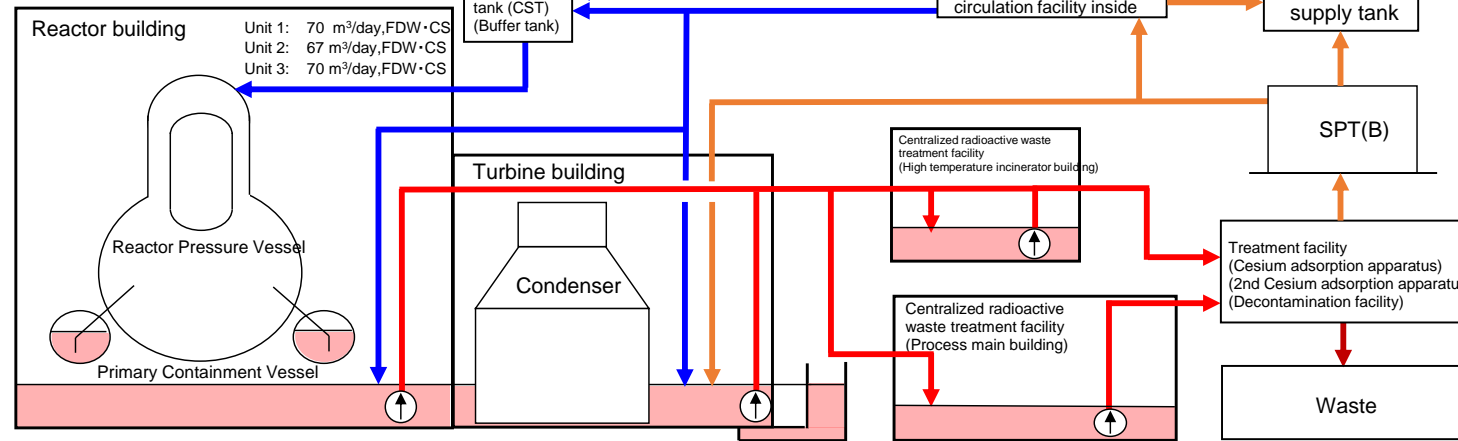 tank (CST)
(Buffer tank)
circulation facility inside
supply tank
Reactor building
Unit 1: 70 m³/day,FDW・CS
Unit 2: 67 m³/day,FDW・CS
Unit 3: 70 m³/day,FDW・CS
SPT(B)
Centralized radioactive waste
treatment facility
(High temperature incinerator building)
Turbine building
Reactor Pressure Vessel
Condenser
Treatment facility
(Cesium adsorption apparatus)
(2nd Cesium adsorption apparatu
(Decontamination facility)
Centralized radioactive
waste treatment facility
(Process main building)
Primary Containment Vessel
Waste